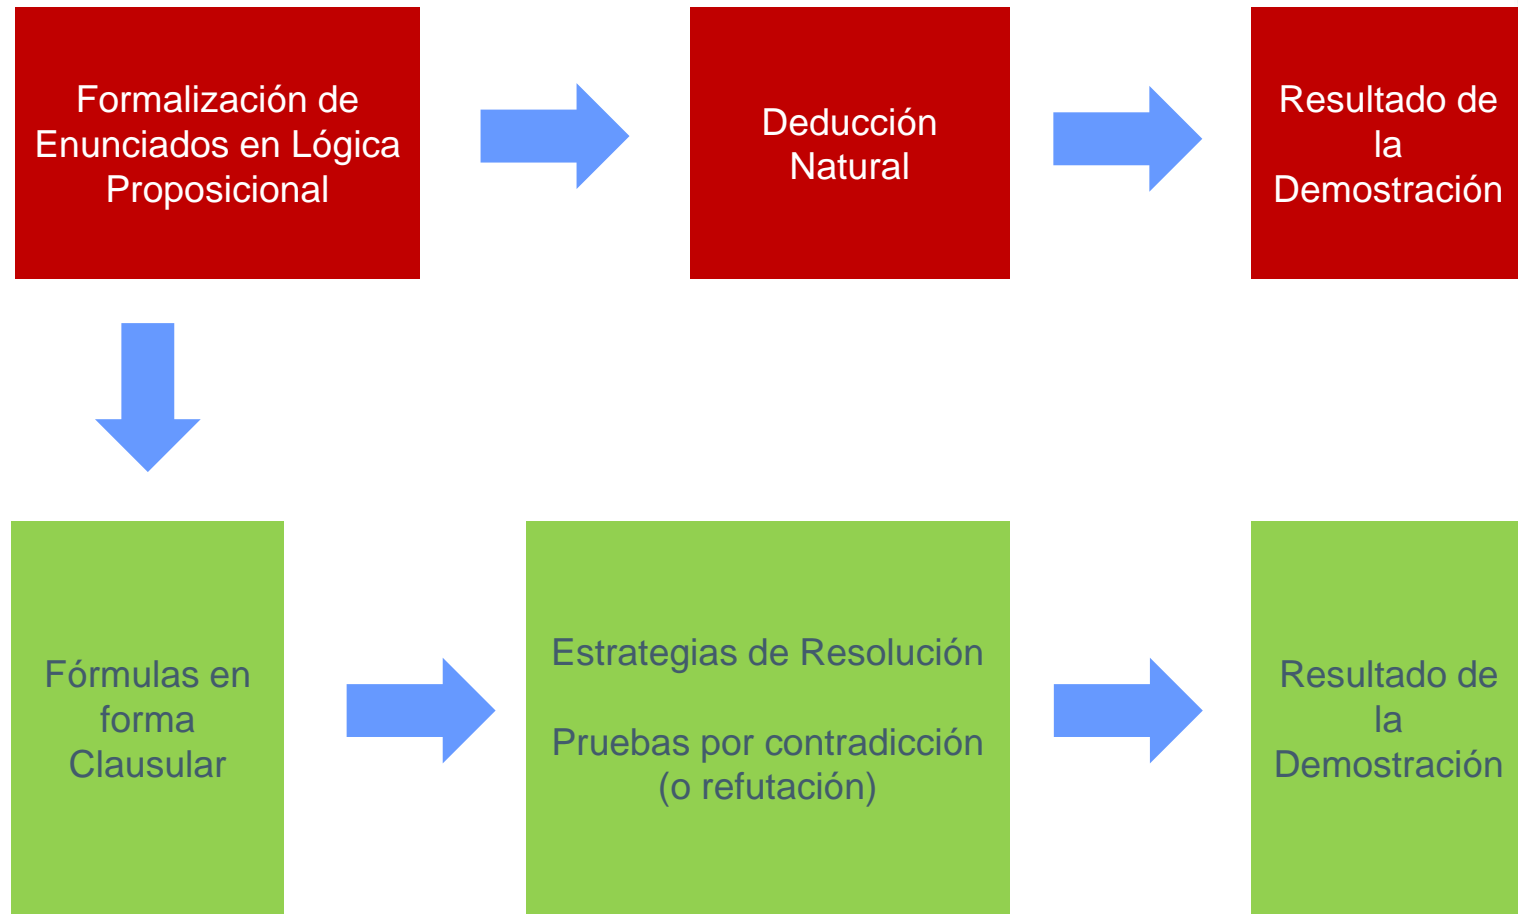 Formalización de
Enunciados en Lógica
Proposicional
Deducción
Natural
Resultado de
la
Demostración
Fórmulas en
forma
Clausular
Estrategias de Resolución
Pruebas por contradicción
(o refutación)
Resultado de
la
Demostración